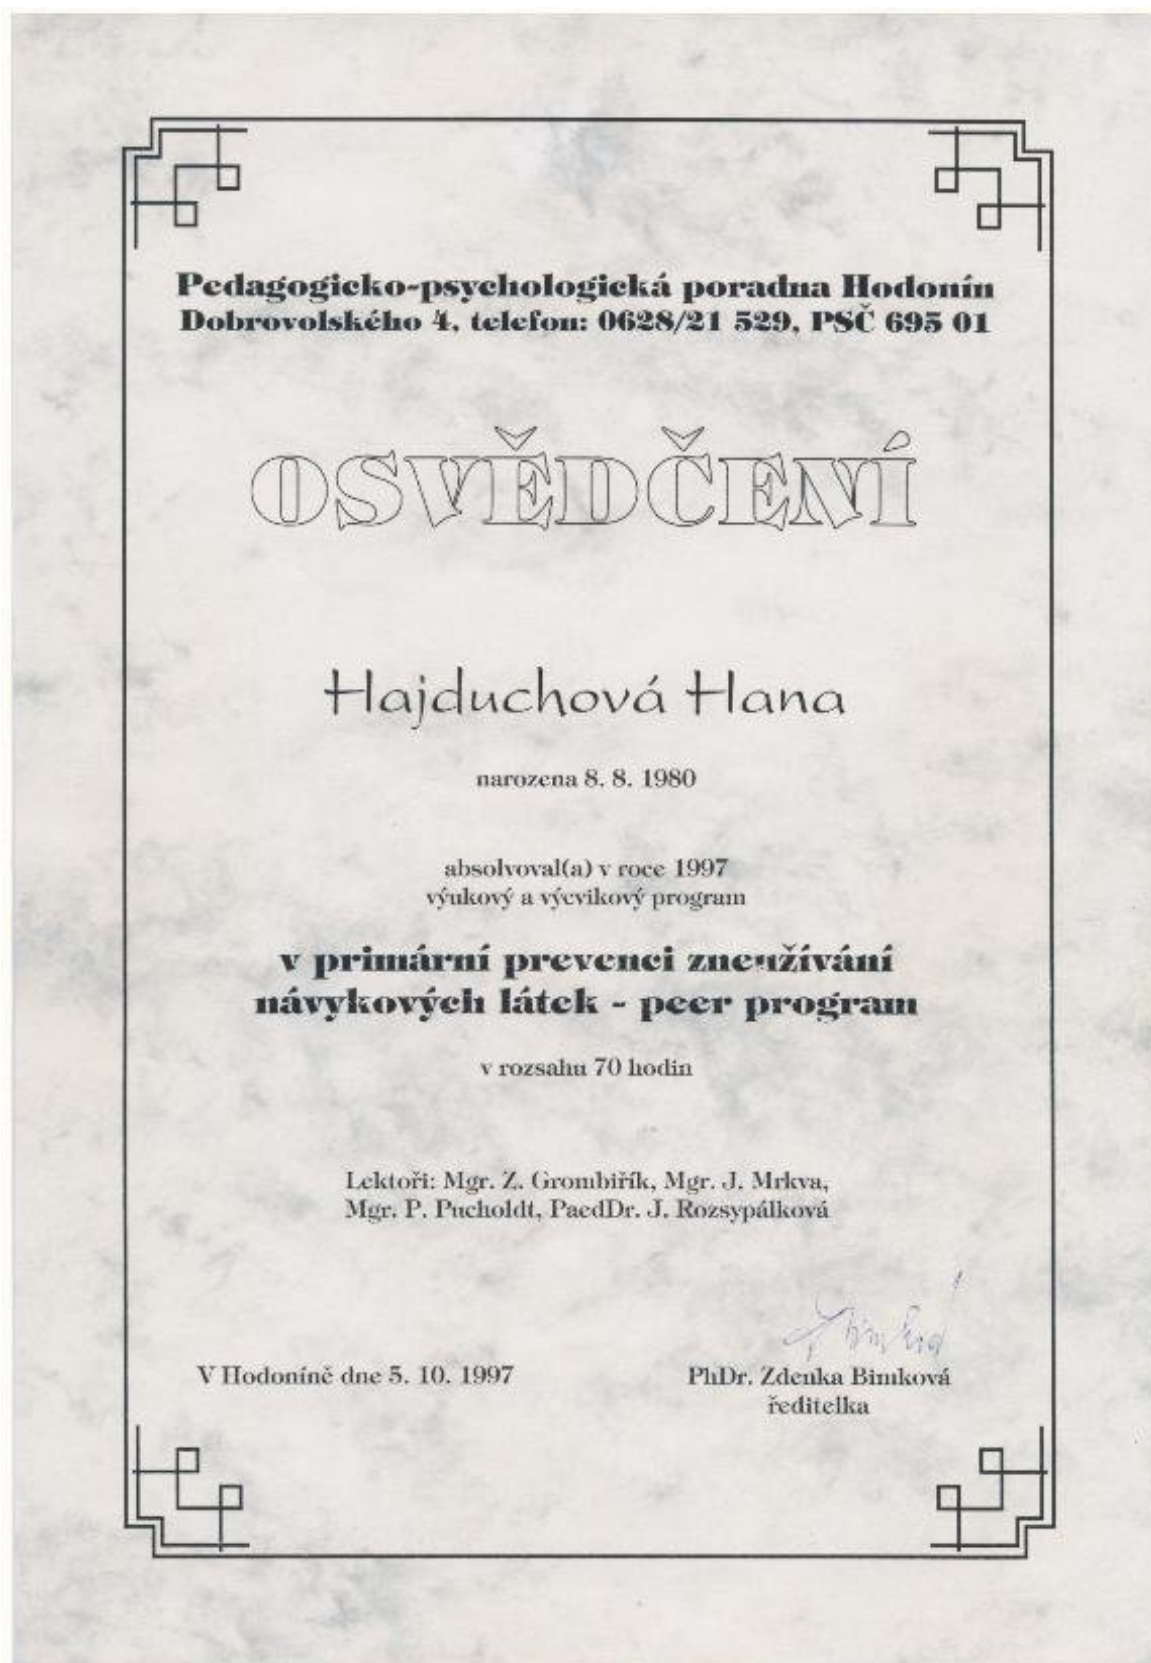 Pedagogicko-psychologická poradna Hodonín
Dobrovolského 4, telefon: 0628/21 529, PSČ 695 01
OSVĚDČENÍ
Hajduchová Hana
narozena 8. 8. 1980
absolvoval(a) v roce 1997
výukový a výcvikový program
v primární prevenci zneužívání
návykových látek - peer program
v rozsahu 70 hodin
Lektoři: Mgr. Z. Grombiřík, Mgr. J. Mrkva,
Mgr. P. Pucholdt, PaedDr. J. Rozsypálková
V Hodoníně dne 5. 10. 1997
PhDr. Zdenka Bimková
ředitelka